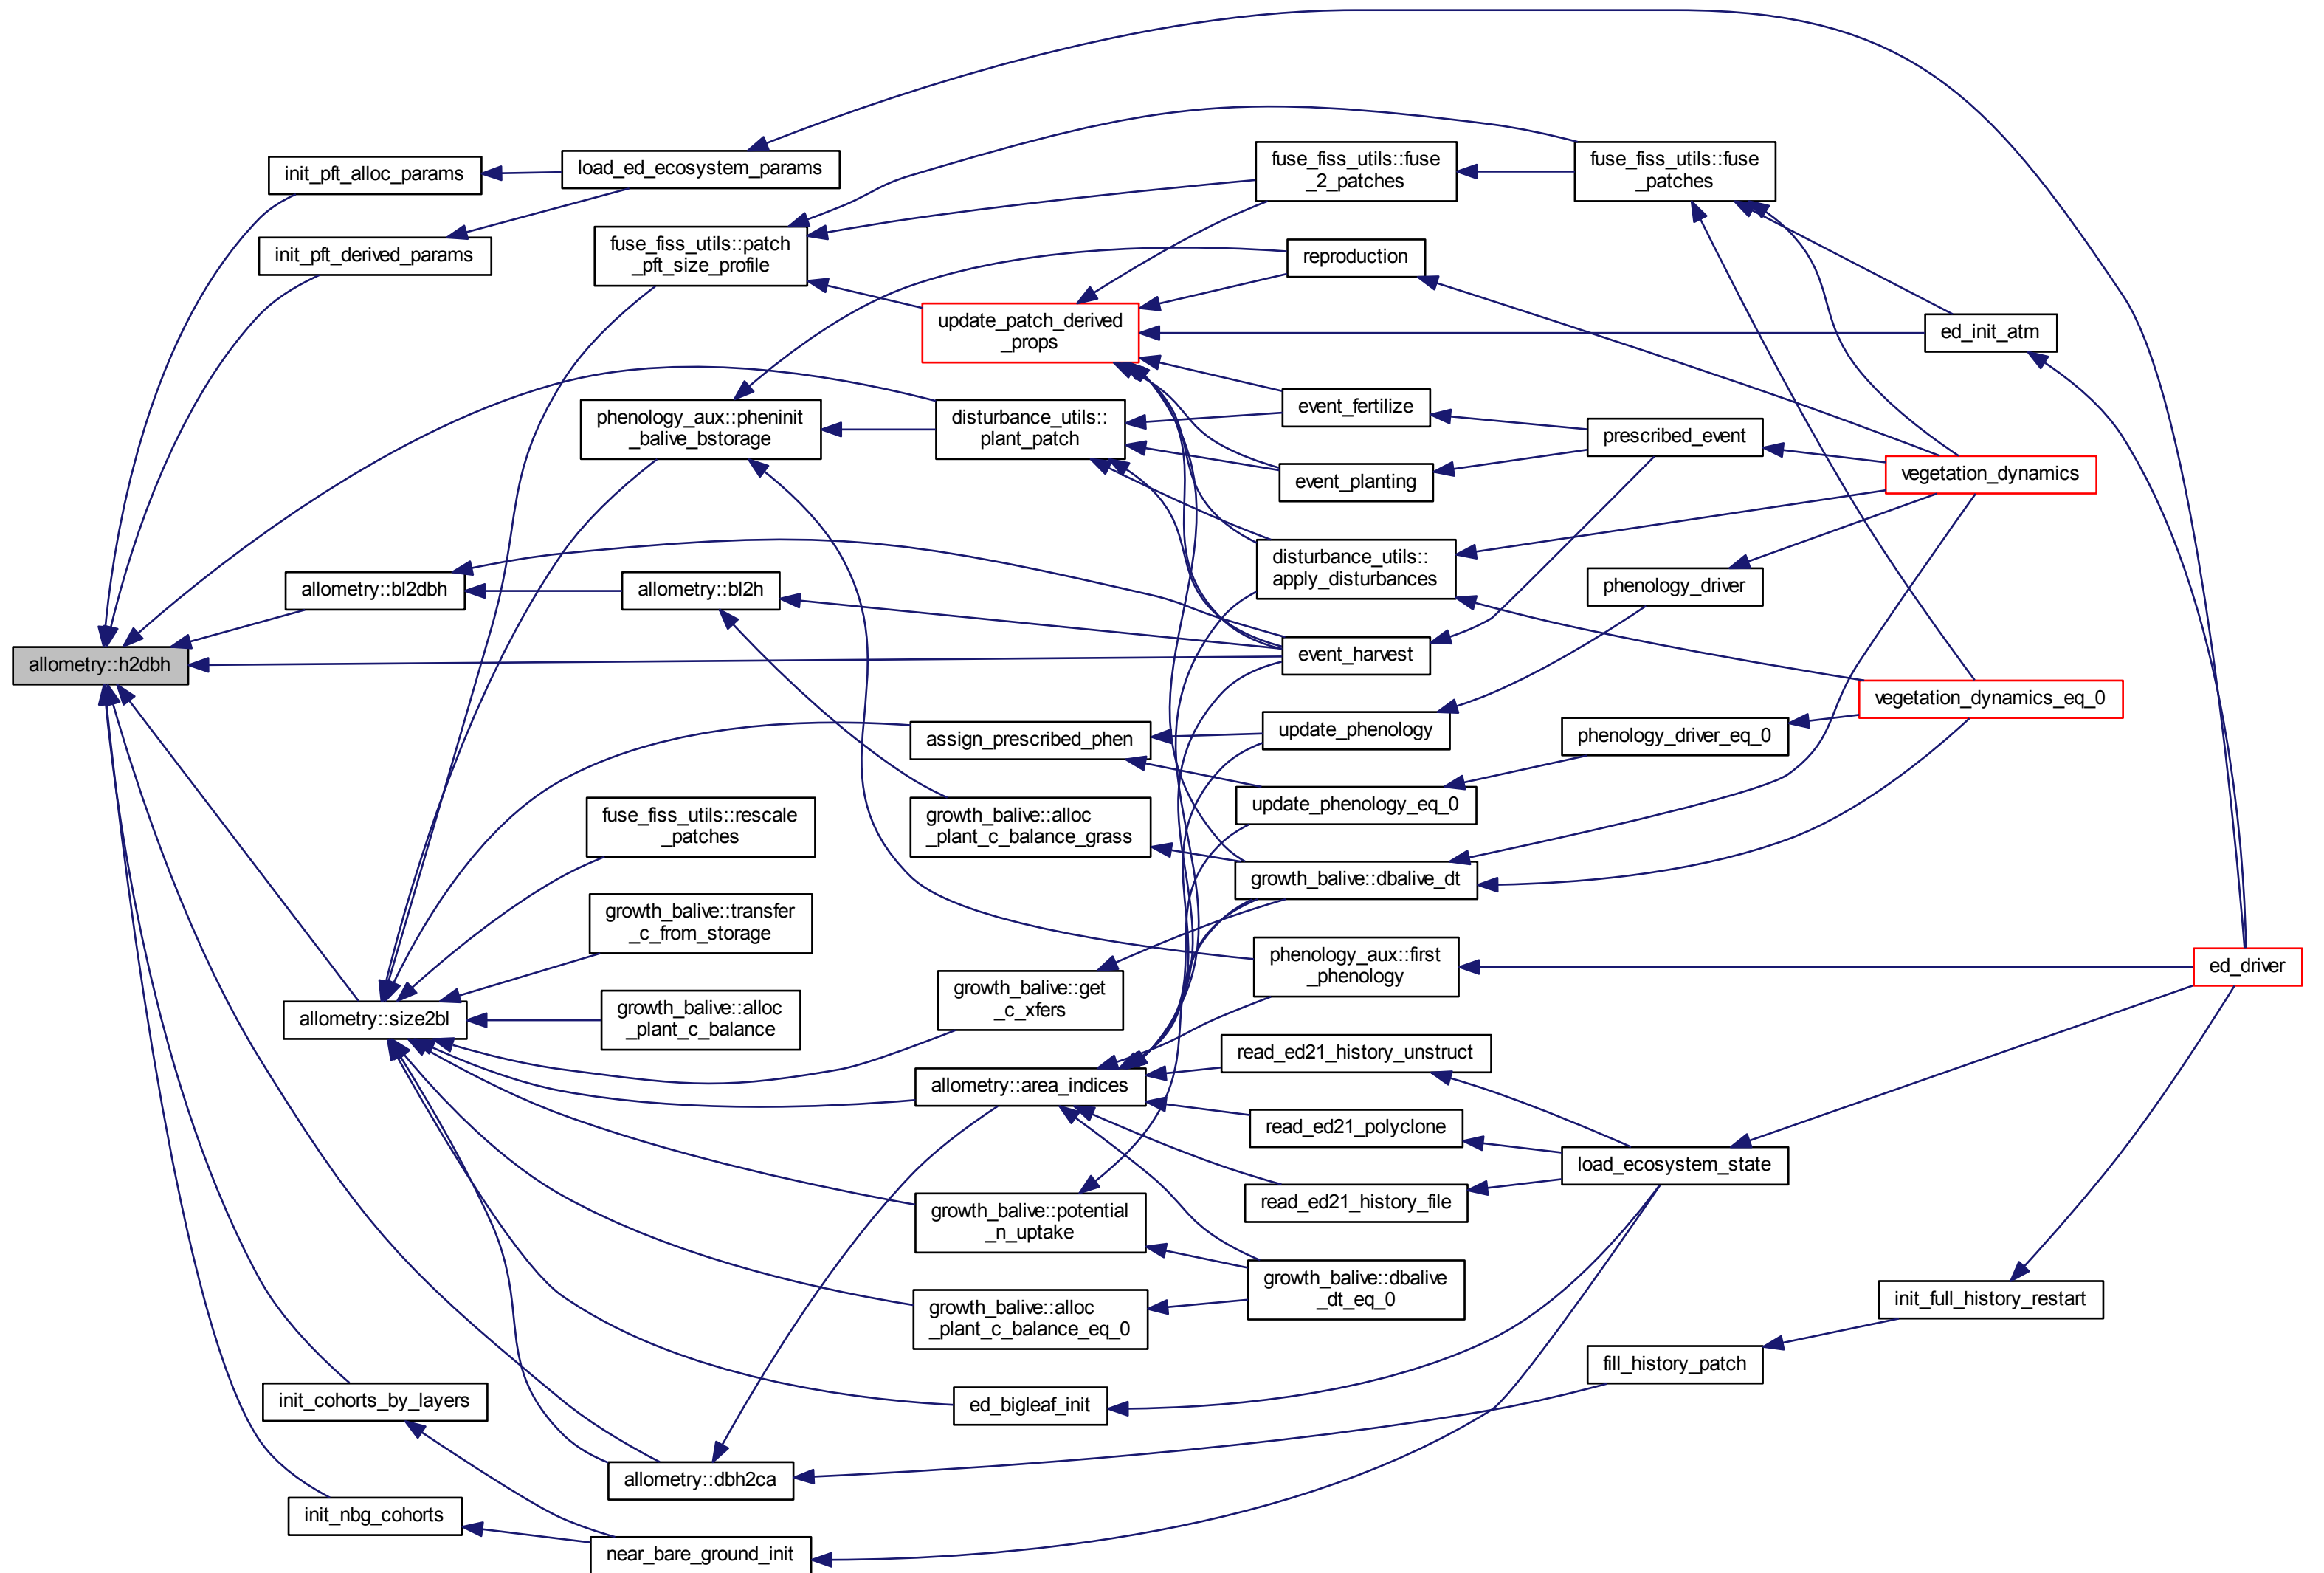 allometry::h2dbh
init_pft_alloc_params
init_pft_derived_params
allometry::bl2dbh
allometry::size2bl
init_cohorts_by_layers
init_nbg_cohorts
load_ed_ecosystem_params
fuse_fiss_utils::patch
_pft_size_profile
phenology_aux::pheninit
_balive_bstorage
allometry::bl2h
fuse_fiss_utils::rescale
_patches
growth_balive::transfer
_c_from_storage
growth_balive::alloc
_plant_c_balance
allometry::dbh2ca
near_bare_ground_init
update_patch_derived
_props
disturbance_utils::
plant_patch
assign_prescribed_phen
growth_balive::alloc
_plant_c_balance_grass
growth_balive::get
_c_xfers
allometry::area_indices
growth_balive::potential
_n_uptake
growth_balive::alloc
_plant_c_balance_eq_0
ed_bigleaf_init
fuse_fiss_utils::fuse
_2_patches
reproduction
event_fertilize
event_planting
disturbance_utils::
apply_disturbances
event_harvest
update_phenology
update_phenology_eq_0
growth_balive::dbalive_dt
phenology_aux::first
_phenology
read_ed21_history_unstruct
read_ed21_polyclone
read_ed21_history_file
growth_balive::dbalive
_dt_eq_0
fuse_fiss_utils::fuse
_patches
prescribed_event
phenology_driver
phenology_driver_eq_0
load_ecosystem_state
fill_history_patch
ed_init_atm
vegetation_dynamics
vegetation_dynamics_eq_0
init_full_history_restart
ed_driver